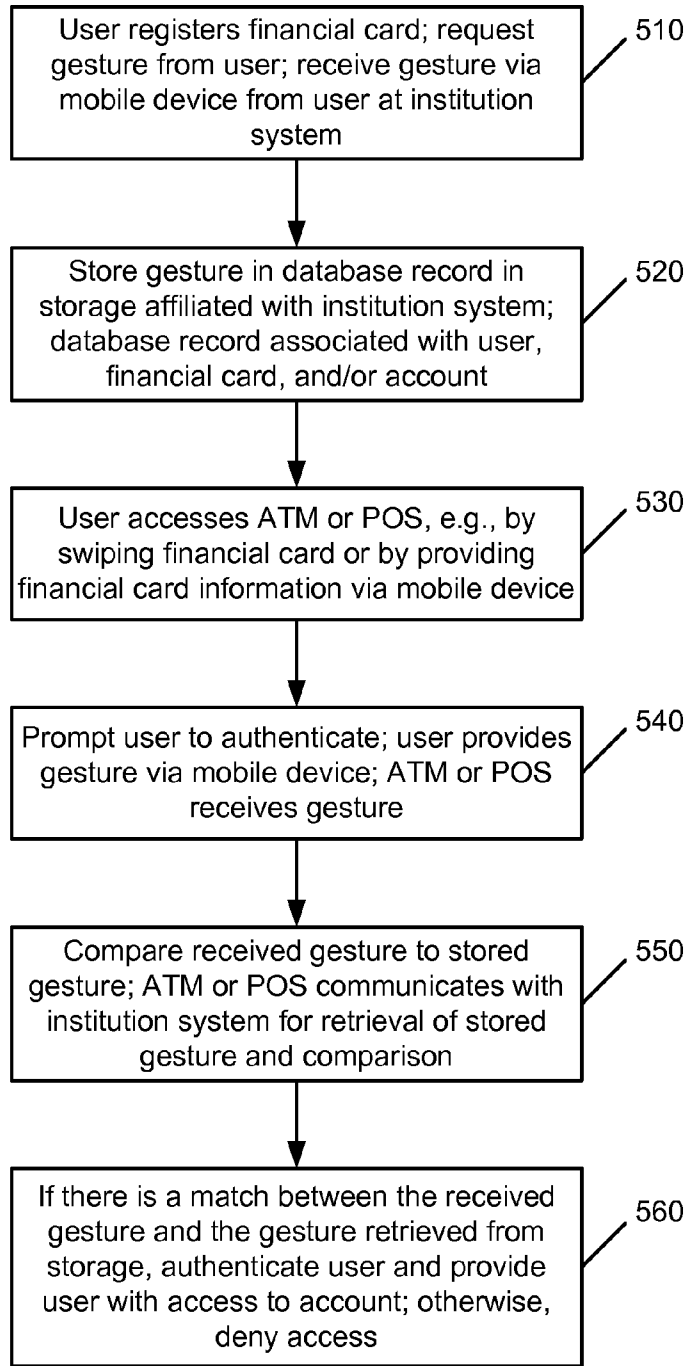 User registers financial card; request
gesture from user; receive gesture via
mobile device from user at institution
system
510
Store gesture in database record in
storage affiliated with institution system;
database record associated with user,
financial card, and/or account
520
User accesses ATM or POS, e.g., by
swiping financial card or by providing
financial card information via mobile device
530
Prompt user to authenticate; user provides
gesture via mobile device; ATM or POS
receives gesture
540
Compare received gesture to stored
gesture; ATM or POS communicates with
institution system for retrieval of stored
gesture and comparison
550
If there is a match between the received
gesture and the gesture retrieved from
storage, authenticate user and provide
user with access to account; otherwise,
deny access
560